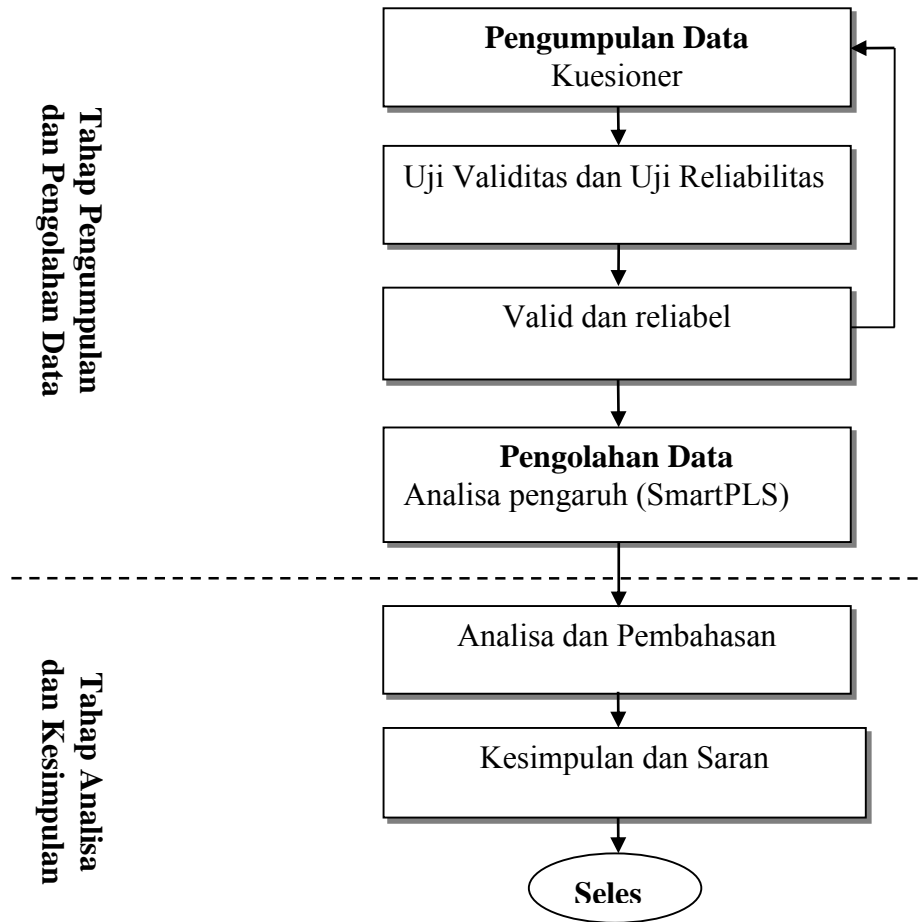 Pengumpulan Data
Kuesioner
Uji Validitas dan Uji Reliabilitas
Valid dan reliabel
Pengolahan Data
Analisa pengaruh (SmartPLS)
Tahap Pengumpulan
dan Pengolahan Data
Analisa dan Pembahasan
Kesimpulan dan Saran
Seles
Tahap Analisa
dan Kesimpulan